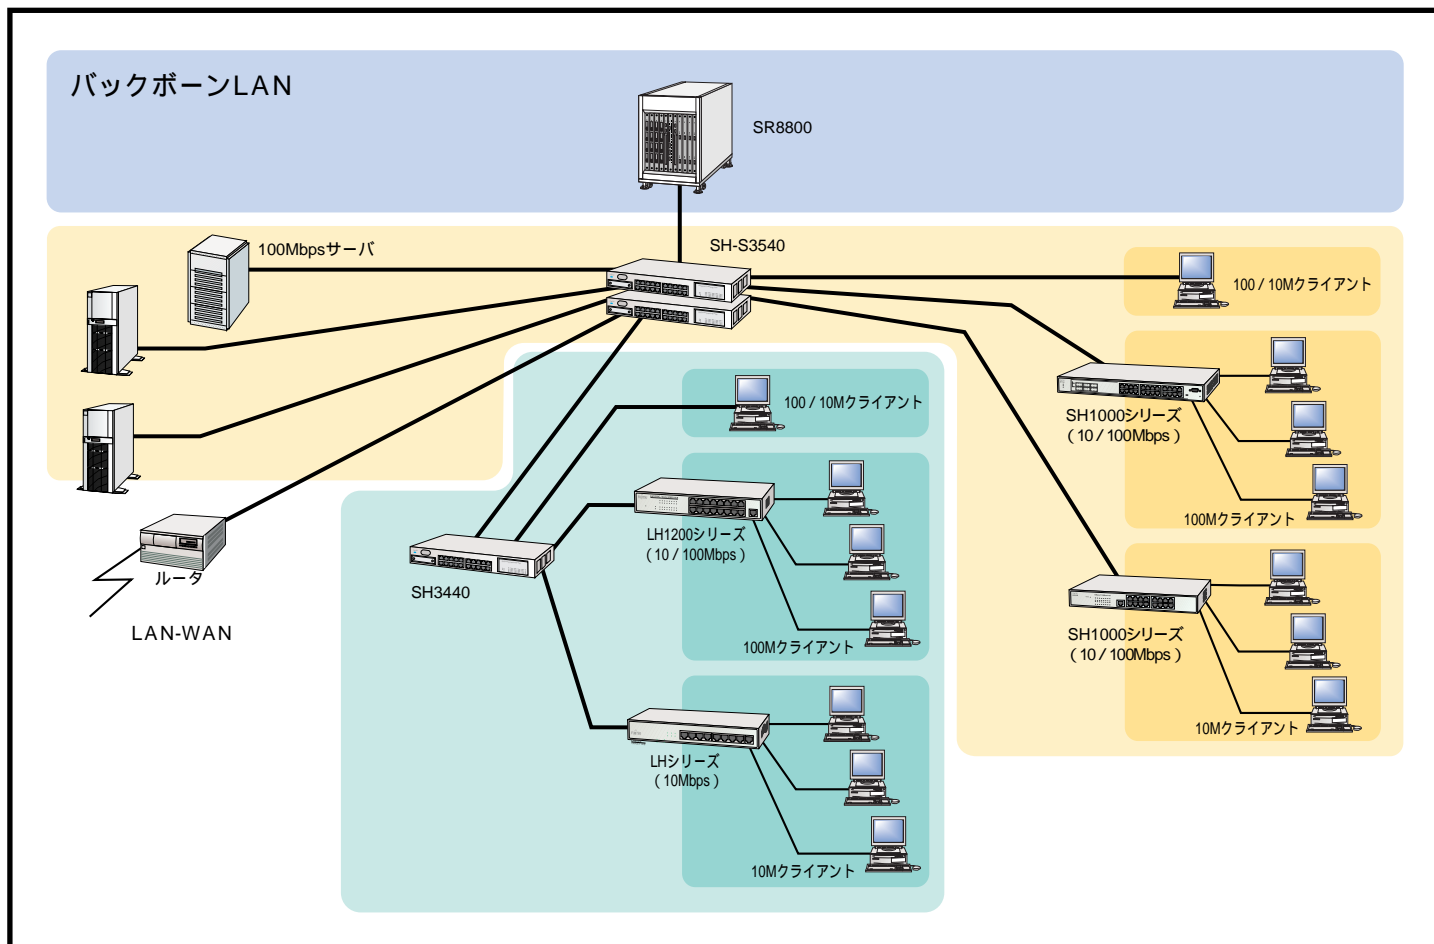 バックボーンLAN
SR8800
100Mbpsサーバ
SH-S3540
100 / 10Mクライアント
100 / 10Mクライアント
SH1000シリーズ
( 10 / 100Mbps )
100Mクライアント
LH1200シリーズ
( 10 / 100Mbps )
ルータ
SH3440
LAN-WAN
100Mクライアント
SH1000シリーズ
( 10 / 100Mbps )
10Mクライアント
LHシリーズ
( 10Mbps )
10Mクライアント